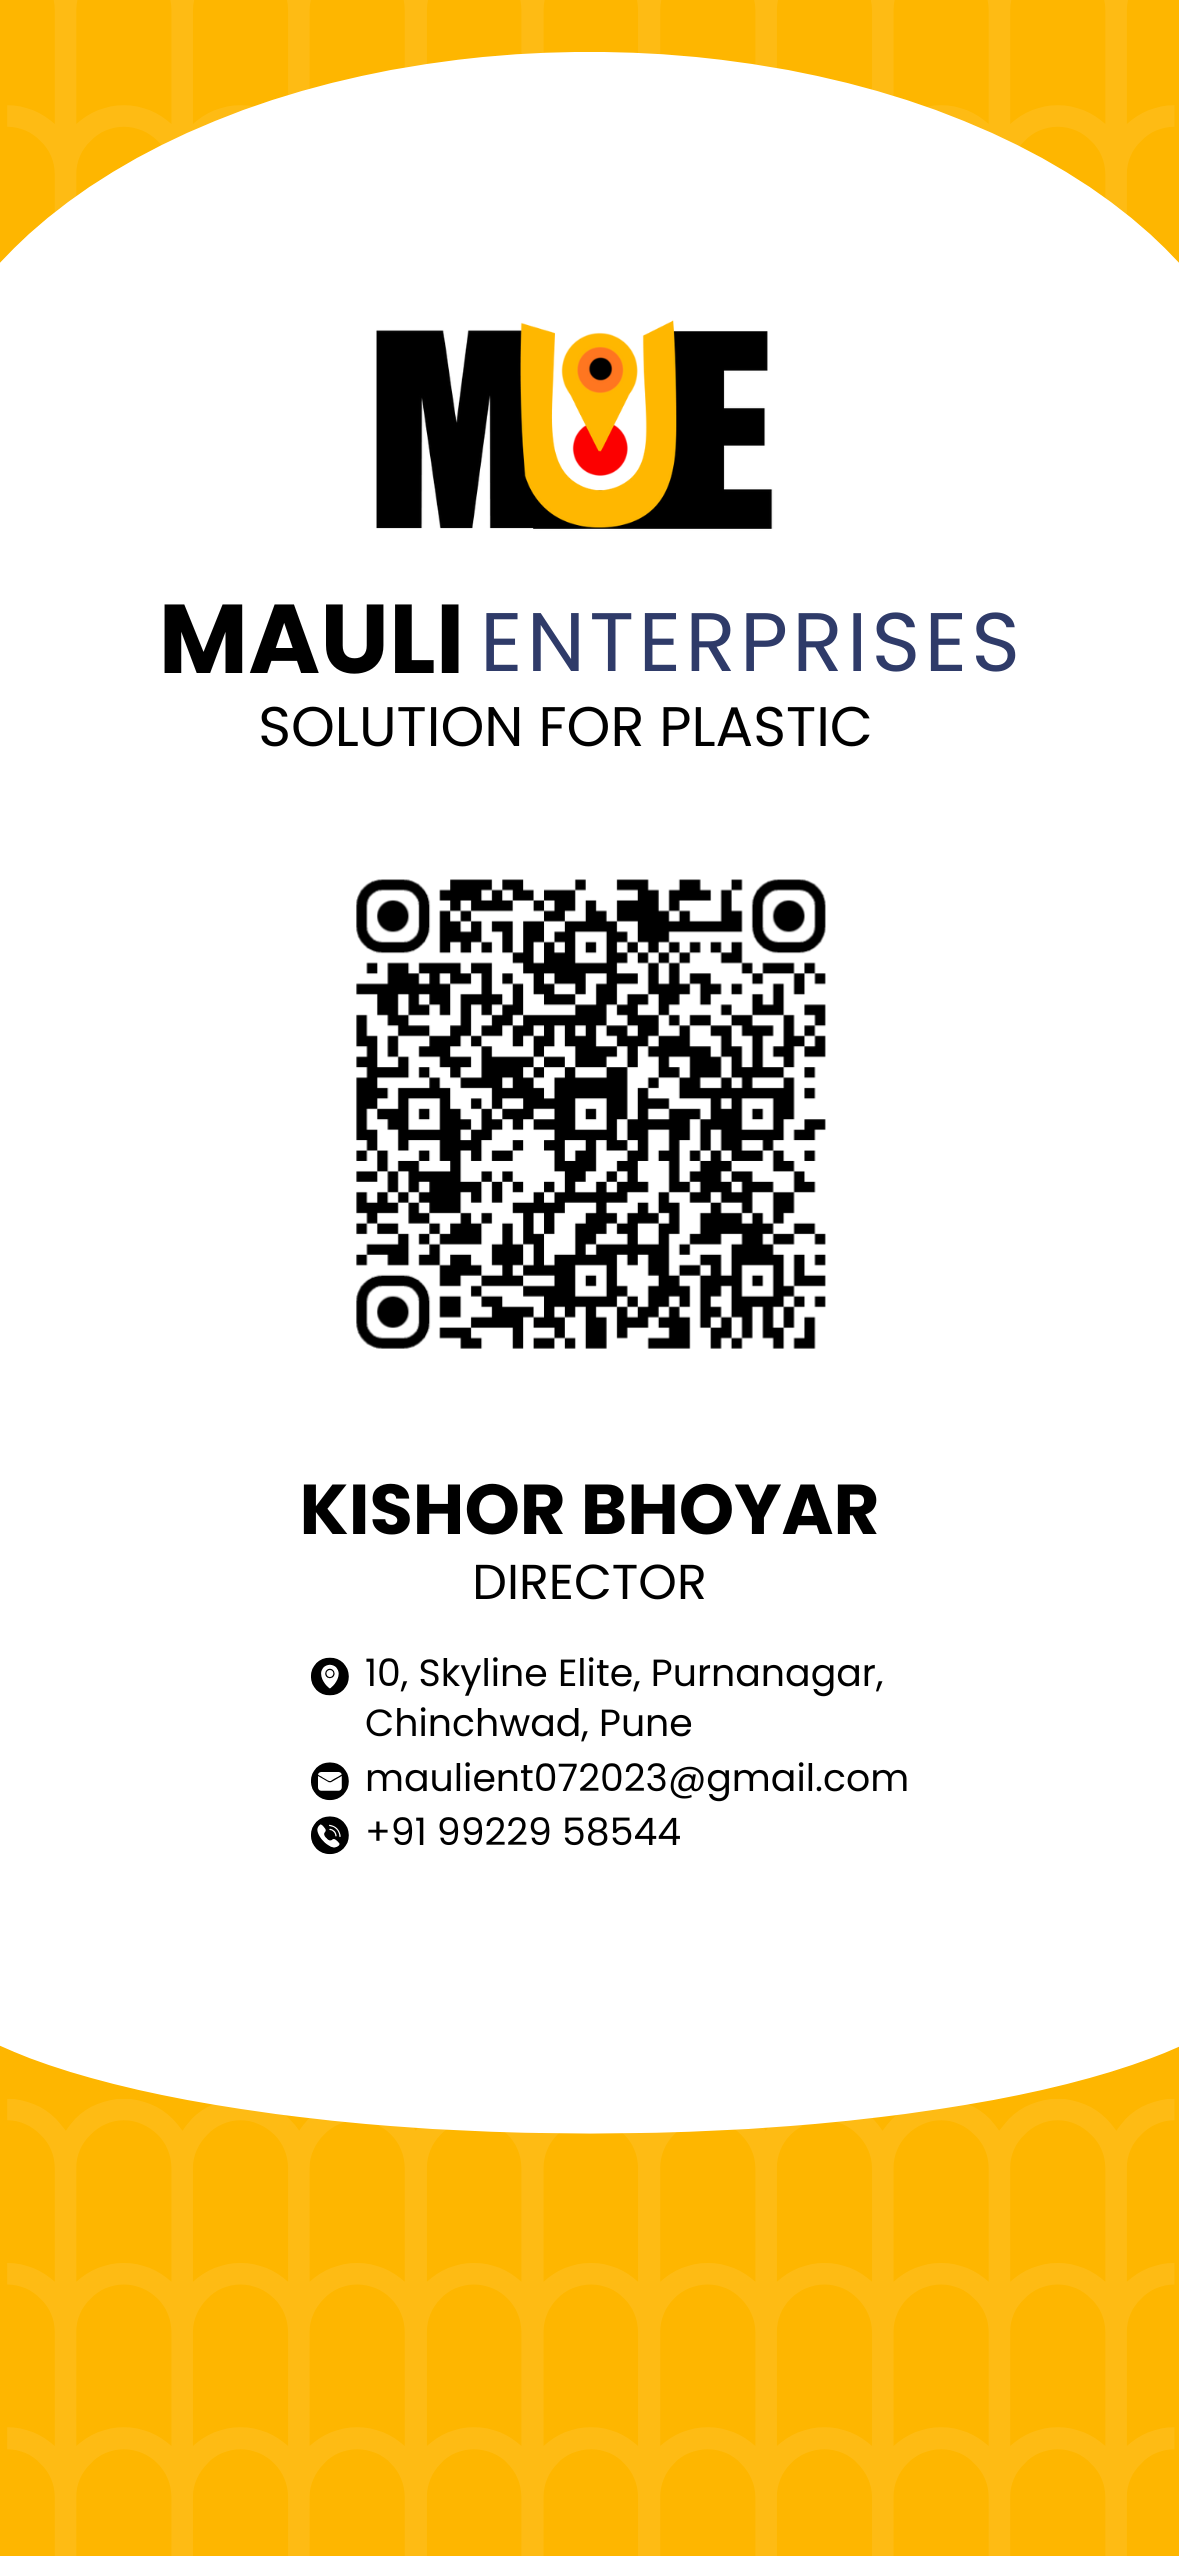 MUE
MAULI ENTERPRISES
SOLUTION FOR PLASTIC
KISHOR BHOYAR
DIRECTOR
10, Skyline Elite, Purnanagar,
Chinchwad, Pune
maulient072023@gmail.com
+91 99229 58544